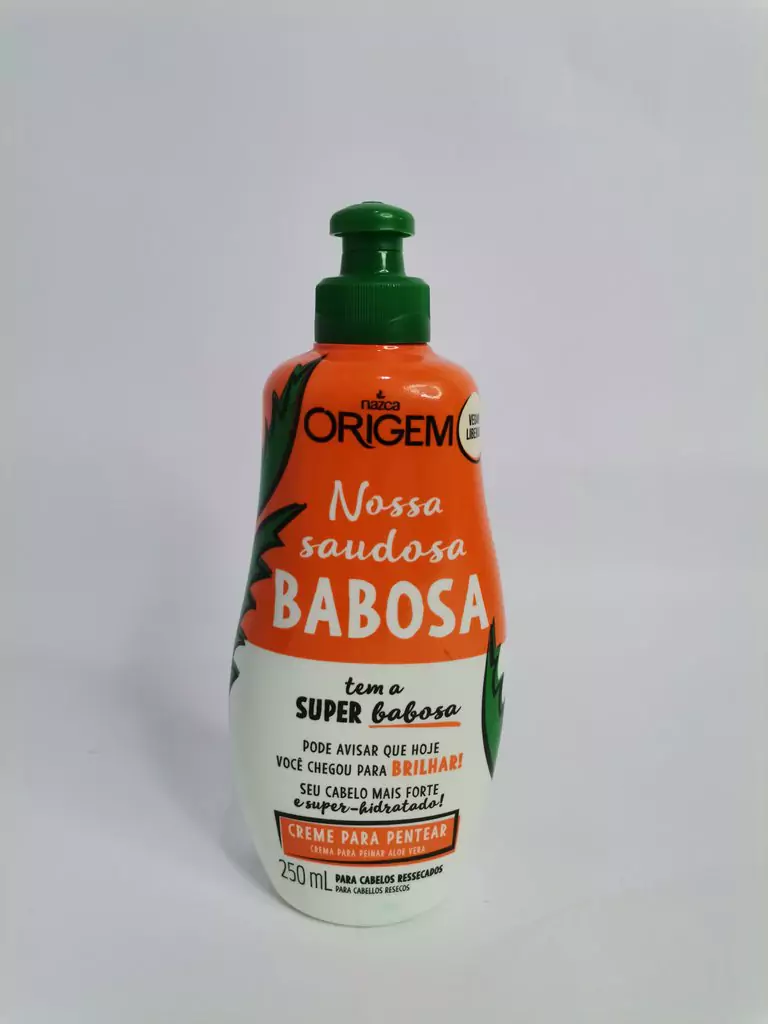 nazca
ORIGEM
Nossa
saudosa
BABOSA
tem a
SUPER babosa
PODE AVISAR QUE HOJE
VOCÊ CHEGOU PARA BRILHAR!
SEU CABELO MAIS FORTE
e super-hidratado!
CREME PARA PENTEAR
CREMA PARA PEINAR ALOE VERA
250 mL PARA CABELOS RESSECADOS
PARA CABELLOS RESECOS